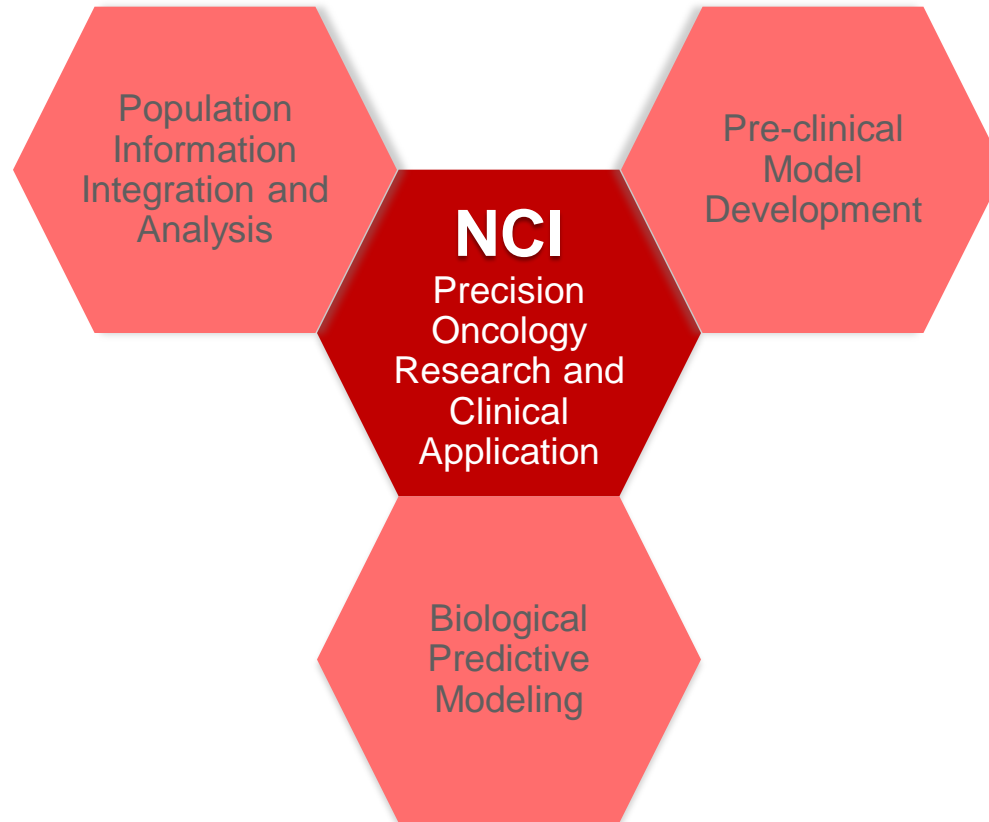 Population
Information
Integration and
Analysis
Pre-clinical
Model
Development
NCI
Precision
Oncology
Research and
Clinical
Application
Biological
Predictive
Modeling